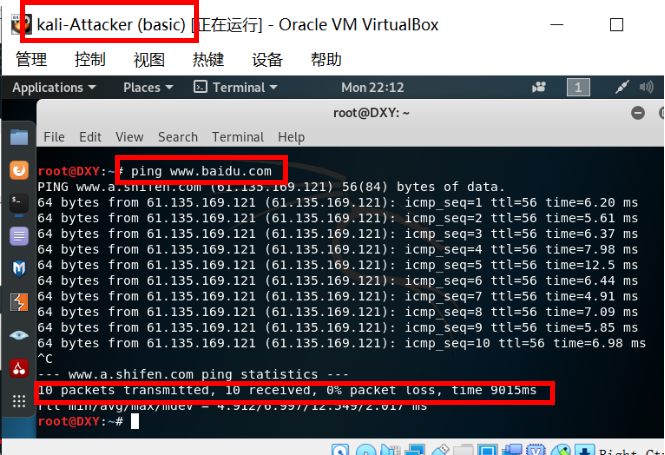 kali-Attacker (basic) [正在运行] - Oracle VM VirtualBox
管理 控制 视图 热键 设备 帮助
Applications Places Terminal Mon 22:12 1
root@DXY: ~
File Edit View Search Terminal Help
root@DXY:~# ping www.baidu.com
PING www.a.shifen.com (61.135.169.121) 56(84) bytes of data.
64 bytes from 61.135.169.121 (61.135.169.121): icmp_seq=1 ttl=56 time=6.20 ms
64 bytes from 61.135.169.121 (61.135.169.121): icmp_seq=2 ttl=56 time=5.61 ms
64 bytes from 61.135.169.121 (61.135.169.121): icmp_seq=3 ttl=56 time=6.37 ms
64 bytes from 61.135.169.121 (61.135.169.121): icmp_seq=4 ttl=56 time=7.98 ms
64 bytes from 61.135.169.121 (61.135.169.121): icmp_seq=5 ttl=56 time=12.5 ms
64 bytes from 61.135.169.121 (61.135.169.121): icmp_seq=6 ttl=56 time=6.44 ms
64 bytes from 61.135.169.121 (61.135.169.121): icmp_seq=7 ttl=56 time=4.91 ms
64 bytes from 61.135.169.121 (61.135.169.121): icmp_seq=8 ttl=56 time=7.09 ms
64 bytes from 61.135.169.121 (61.135.169.121): icmp_seq=9 ttl=56 time=5.85 ms
64 bytes from 61.135.169.121 (61.135.169.121): icmp_seq=10 ttl=56 time=6.98 ms
^C
--- www.a.shifen.com ping statistics ---
10 packets transmitted, 10 received, 0% packet loss, time 9015ms
rtt min/avg/max/mdev = 4.912/6.997/12.549/2.017 ms
root@DXY:~#
Right